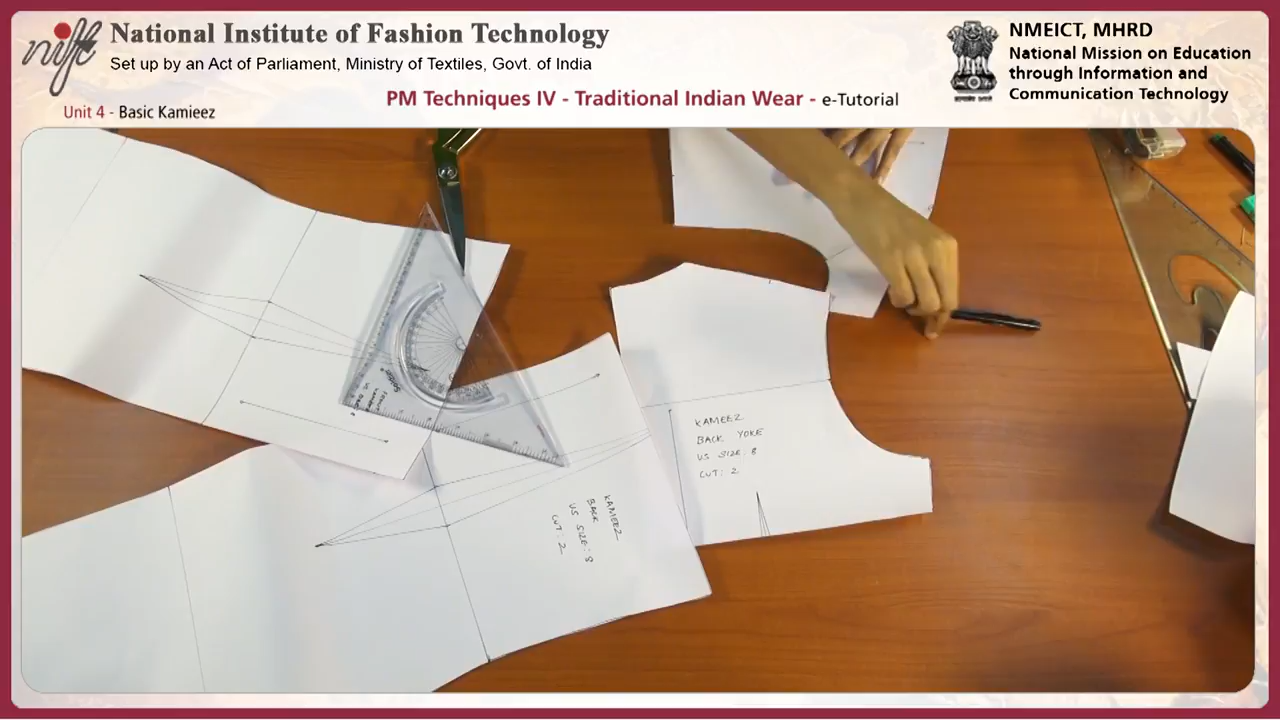 nift
National Institute of Fashion Technology
Set up by an Act of Parliament, Ministry of Textiles, Govt. of India
NMEICT, MHRD
National Mission on Education
through Information and
Communication Technology
Unit 4 - Basic Kamieez
PM Techniques IV - Traditional Indian Wear - e-Tutorial
KAMEEZ
BACK YOKE
US SIZE: 8
CUT: 2
KAMEEZ
BACK
US SIZE: 8
CUT: 2